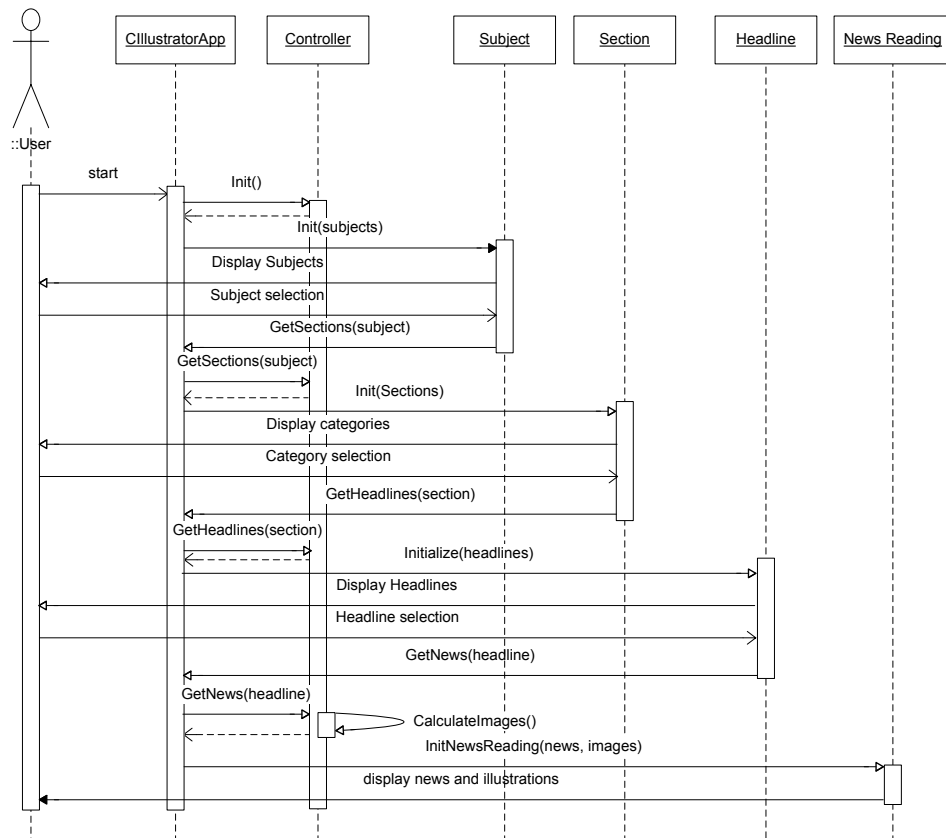 CIllustratorApp
Controller
Subject
Section
Headline
News Reading
::User
start
Init()
Init(subjects)
Display Subjects
Subject selection
GetSections(subject)
GetSections(subject)
Init(Sections)
Display categories
Category selection
GetHeadlines(section)
GetHeadlines(section)
Initialize(headlines)
Display Headlines
Headline selection
GetNews(headline)
GetNews(headline)
CalculateImages()
InitNewsReading(news, images)
display news and illustrations